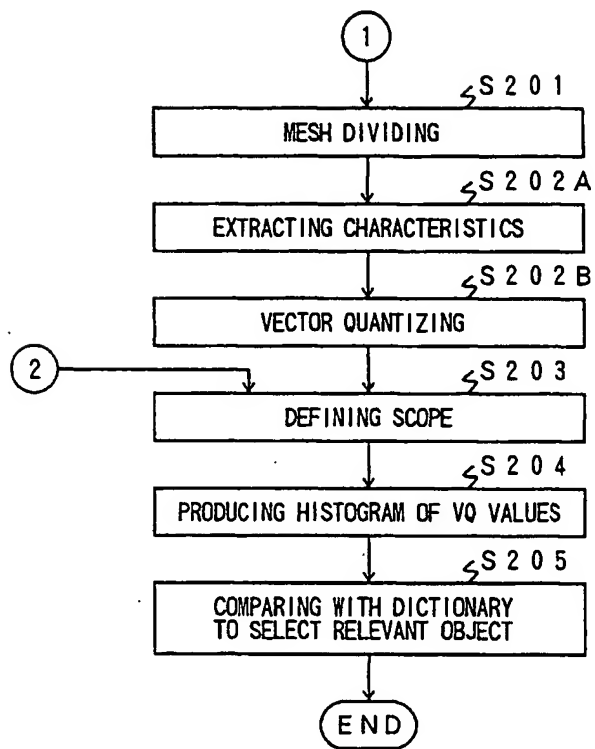 1
S201
MESH DIVIDING
S202A
EXTRACTING CHARACTERISTICS
S202B
VECTOR QUANTIZING
2
S203
DEFINING SCOPE
S204
PRODUCING HISTOGRAM OF VQ VALUES
S205
COMPARING WITH DICTIONARY
TO SELECT RELEVANT OBJECT
END